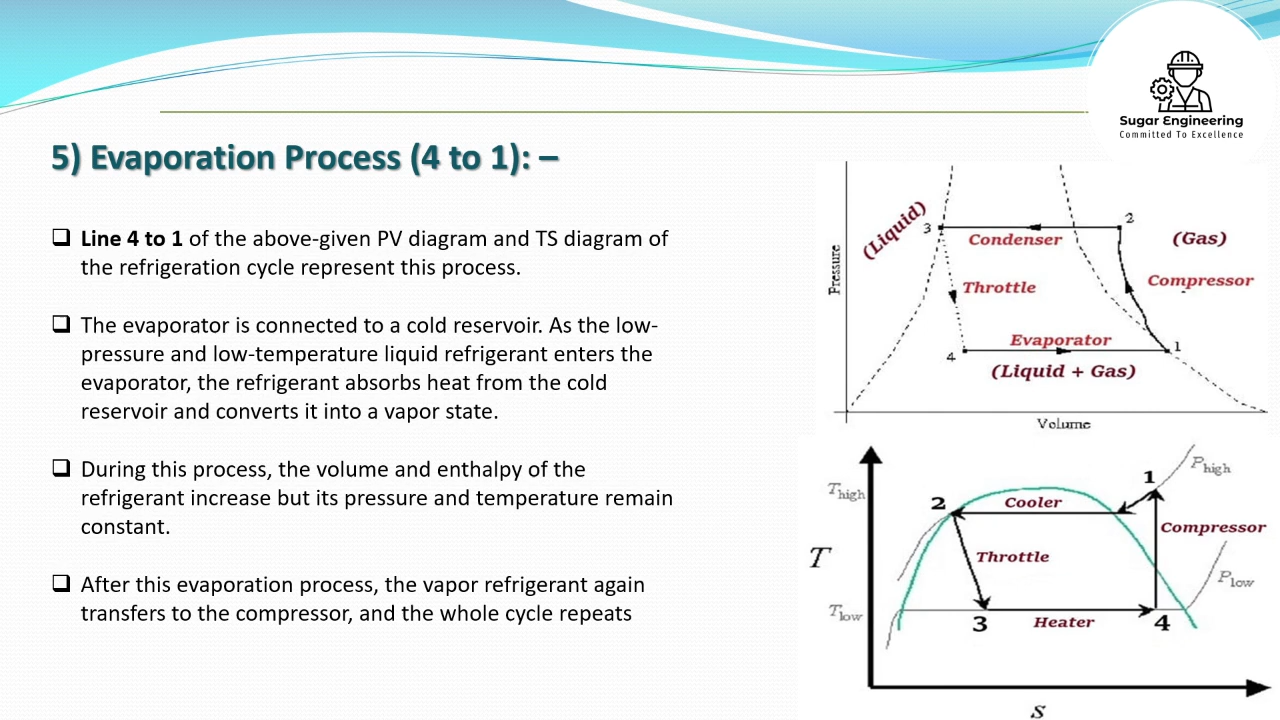 Sugar Engineering
Committed To Excellence
5) Evaporation Process (4 to 1): –
❑ Line 4 to 1 of the above-given PV diagram and TS diagram of
the refrigeration cycle represent this process.
❑ The evaporator is connected to a cold reservoir. As the low-
pressure and low-temperature liquid refrigerant enters the
evaporator, the refrigerant absorbs heat from the cold
reservoir and converts it into a vapor state.
❑ During this process, the volume and enthalpy of the
refrigerant increase but its pressure and temperature remain
constant.
❑ After this evaporation process, the vapor refrigerant again
transfers to the compressor, and the whole cycle repeats
Pressure
(Liquid)
3
2
Condenser
(Gas)
Throttle
Compressor
4
Evaporator
1
(Liquid + Gas)
Volume
T
Thigh
Phigh
1
2
Cooler
Compressor
Throttle
Plow
Tlow
3
Heater
4
s